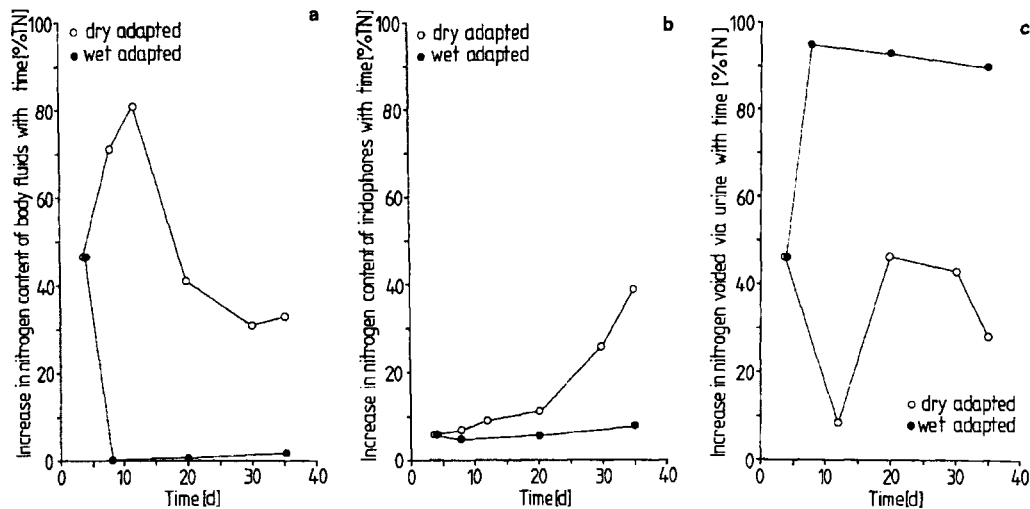 a
Increase in nitrogen content of body fluids with time[%TN]
100
80
60
40
20
0
○ dry adapted
● wet adapted
0 10 20 30 40
Time[d]
b
Increase in nitrogen content of iridophores with time[%TN]
100
80
60
40
20
0
○ dry adapted
● wet adapted
0 10 20 30 40
Time[d]
c
Increase in nitrogen voided via urine with time [%TN]
100
80
60
40
20
0
○ dry adapted
● wet adapted
0 10 20 30 40
Time[d]